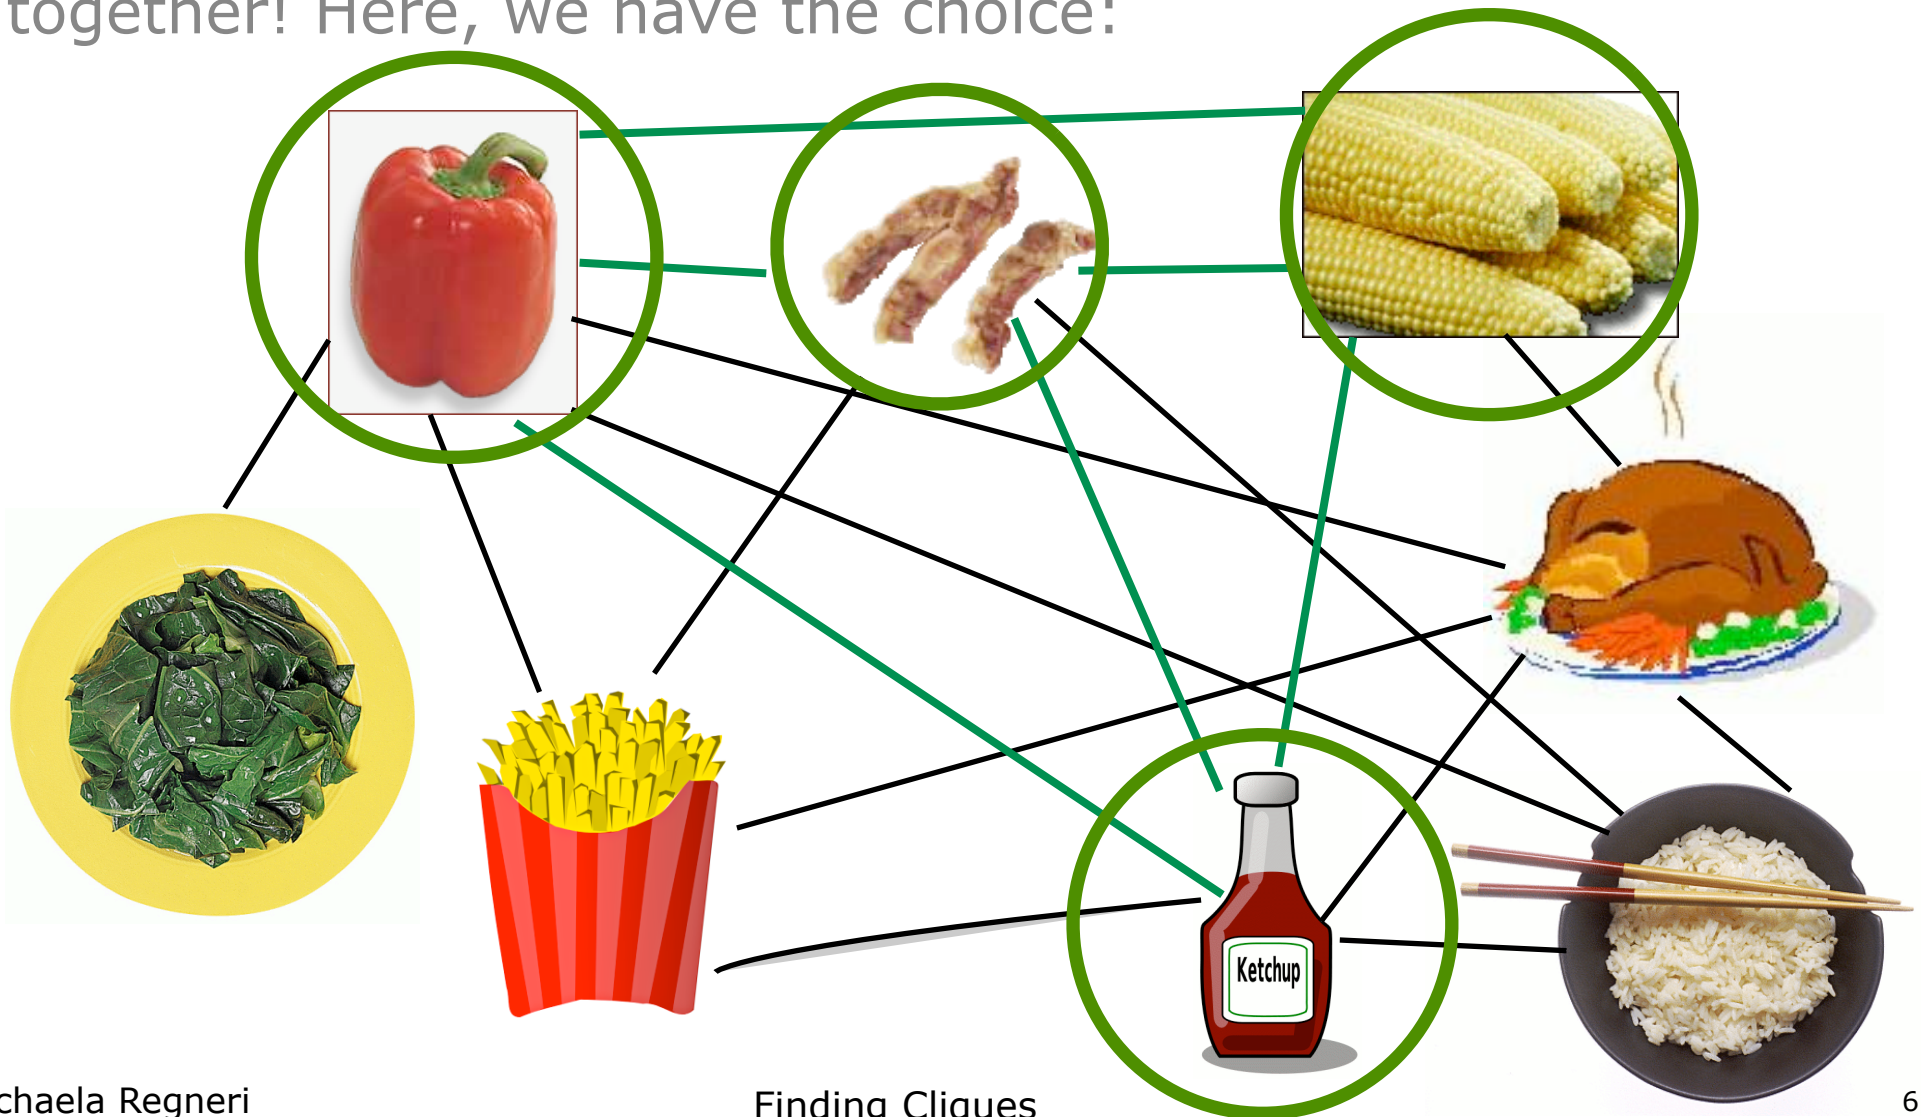 together! Here, we have the choice:
Ketchup
chaela Regneri
Finding Cliques
6